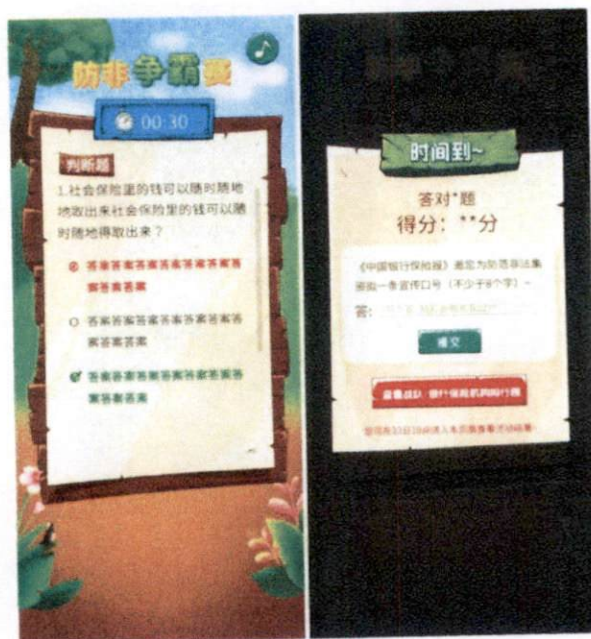 防非争霸赛
00:30
判断题
1.社会保险里的钱可以随时随地
地取出来社会保险里的钱可以随
时随地得取出来？
答案答案答案答案答案答案答
案答案答案
答案答案答案答案答案答案答
案答案答案
答案答案答案答案答案答案答
案答案答案
时间到~
答对*题
得分：**分
《中国银行保险报》邀您为防范非法集
资拟一条宣传口号（不少于8个字）~
答:
提交